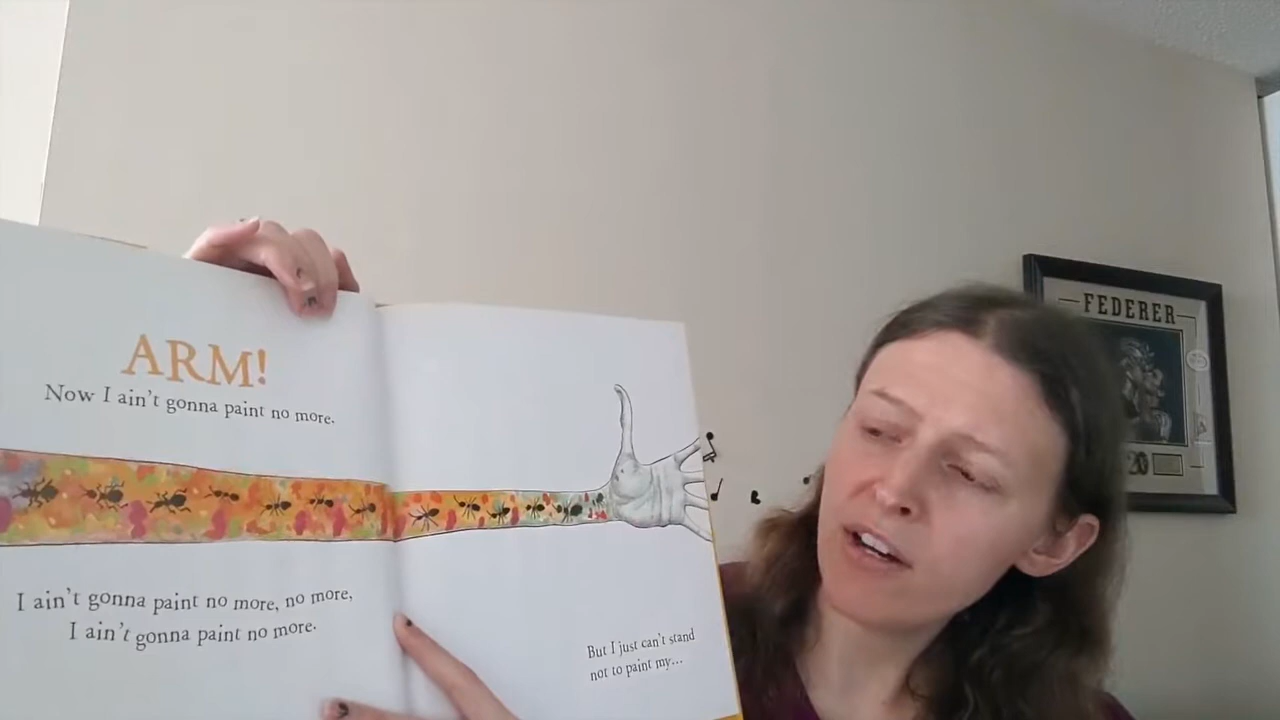 ARM!
Now I ain't gonna paint no more.
I ain't gonna paint no more, no more,
I ain't gonna paint no more.
But I just can't stand
not to paint my...
FEDERER
20